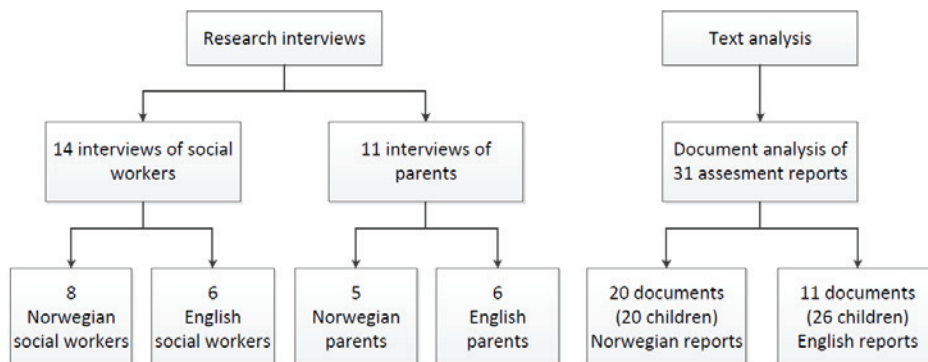 Research interviews
Text analysis
14 interviews of social
workers
11 interviews of
parents
Document analysis of
31 assesment reports
8
Norwegian
social workers
6
English
social workers
5
Norwegian
parents
6
English
parents
20 documents
(20 children)
Norwegian reports
11 documents
(26 children)
English reports